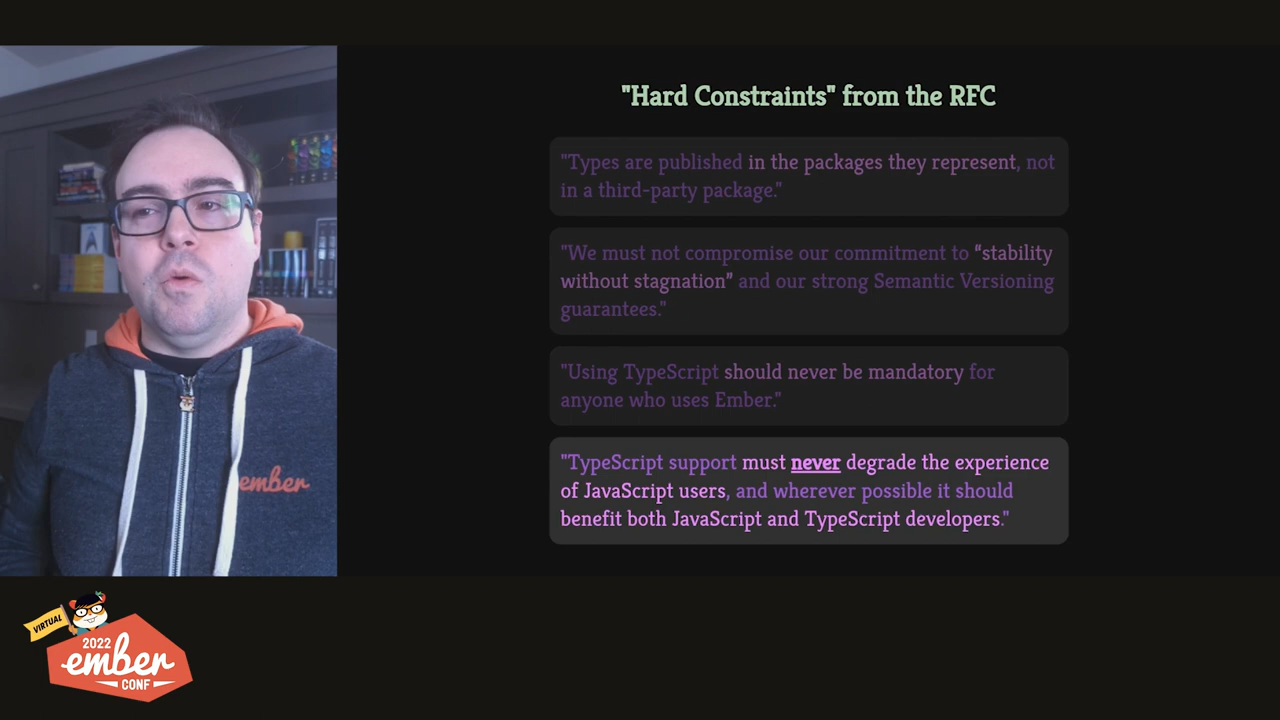 "Hard Constraints" from the RFC
"Types are published in the packages they represent, not
in a third-party package."
"We must not compromise our commitment to “stability
without stagnation” and our strong Semantic Versioning
guarantees."
"Using TypeScript should never be mandatory for
anyone who uses Ember."
"TypeScript support must never degrade the experience
of JavaScript users, and wherever possible it should
benefit both JavaScript and TypeScript developers."
ember
VIRTUAL
2022
ember
CONF